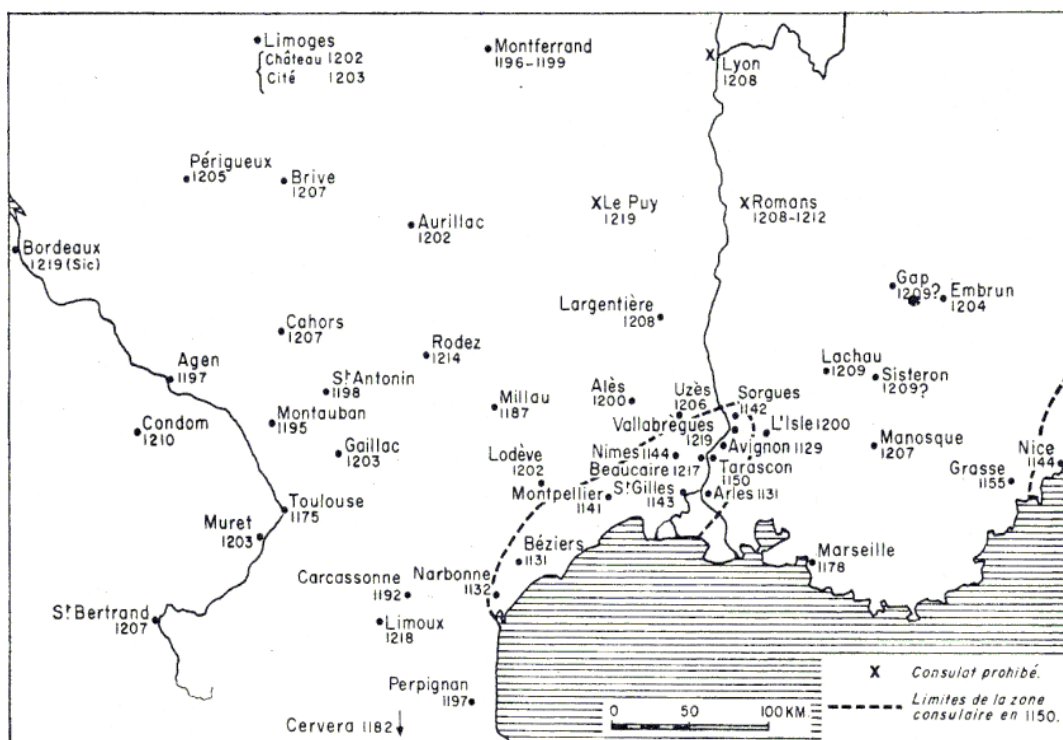 Limoges
Château 1202
Cité 1203
Montferrand
1196-1199
Lyon
1208
Périgueux
1205
Brive
1207
Le Puy
1219
Romans
1208-1212
Aurillac
1202
Bordeaux
1219 (Sic)
Gap
1209?
Embrun
1204
Largentière
1208
Cahors
1207
Rodez
1214
Agen
1197
Lachau
1209
Sisteron
1209?
St Antonin
1198
Millau
1187
Alès
1200
Uzès
1206
Sorgues
1142
Condom
1210
Montauban
1195
Vallabrègues
1219
L'Isle 1200
Gaillac
1203
Nimes 1144
Avignon 1129
Manosque
1207
Nice
1144
Lodève
1202
Beaucaire
1217
Tarascon
1150
Grasse
1155
Toulouse
1175
Montpellier
1141
St Gilles
1143
Arles 1131
Muret
1203
Béziers
1131
Marseille
1178
Carcassonne
1192
Narbonne
1132
St Bertrand
1207
Limoux
1218
Perpignan
1197
Cervera 1182
0 50 100 KM.
X Consulat prohibé.
Limites de la zone
consulaire en 1150.